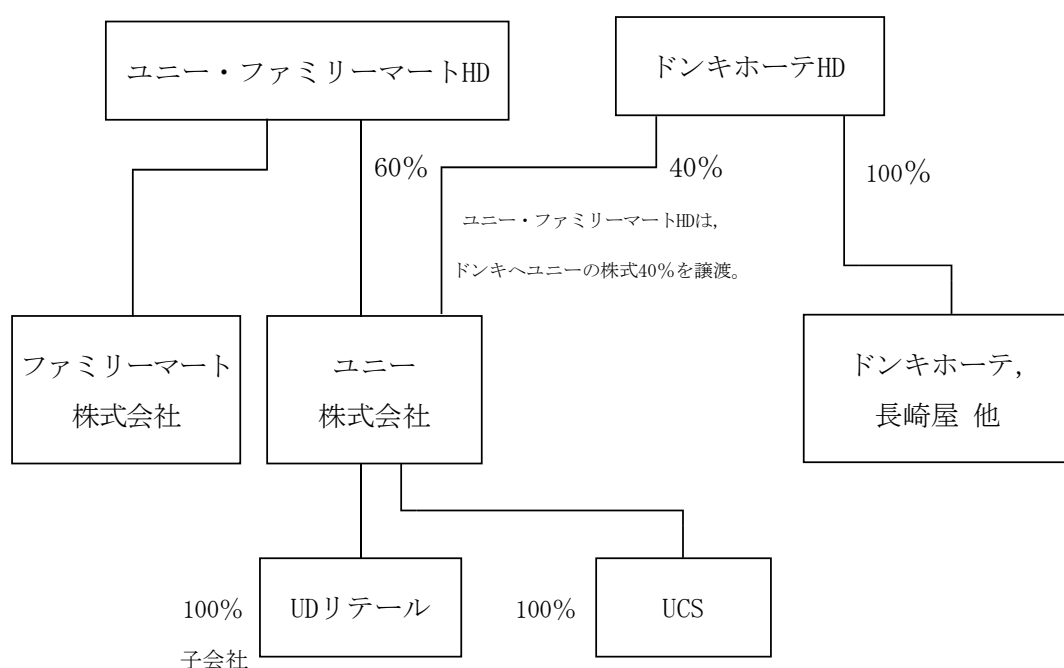 ユニー・ファミリーマートHD
ドンキホーテHD
60%
40%
100%
ユニー・ファミリーマートHDは,
ドンキへユニーの株式40%を譲渡。
ファミリーマート
株式会社
ユニー
株式会社
ドンキホーテ,
長崎屋 他
100%
子会社
UDリテール
100%
UCS